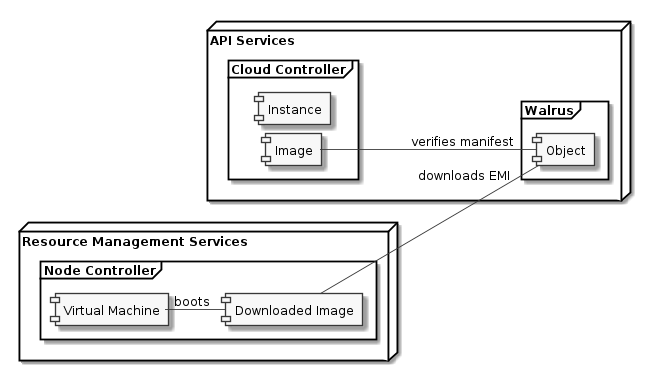 API Services
Cloud Controller
Instance
Walrus
Image
verifies manifest
Object
downloads EMI
Resource Management Services
Node Controller
Virtual Machine
boots
Downloaded Image